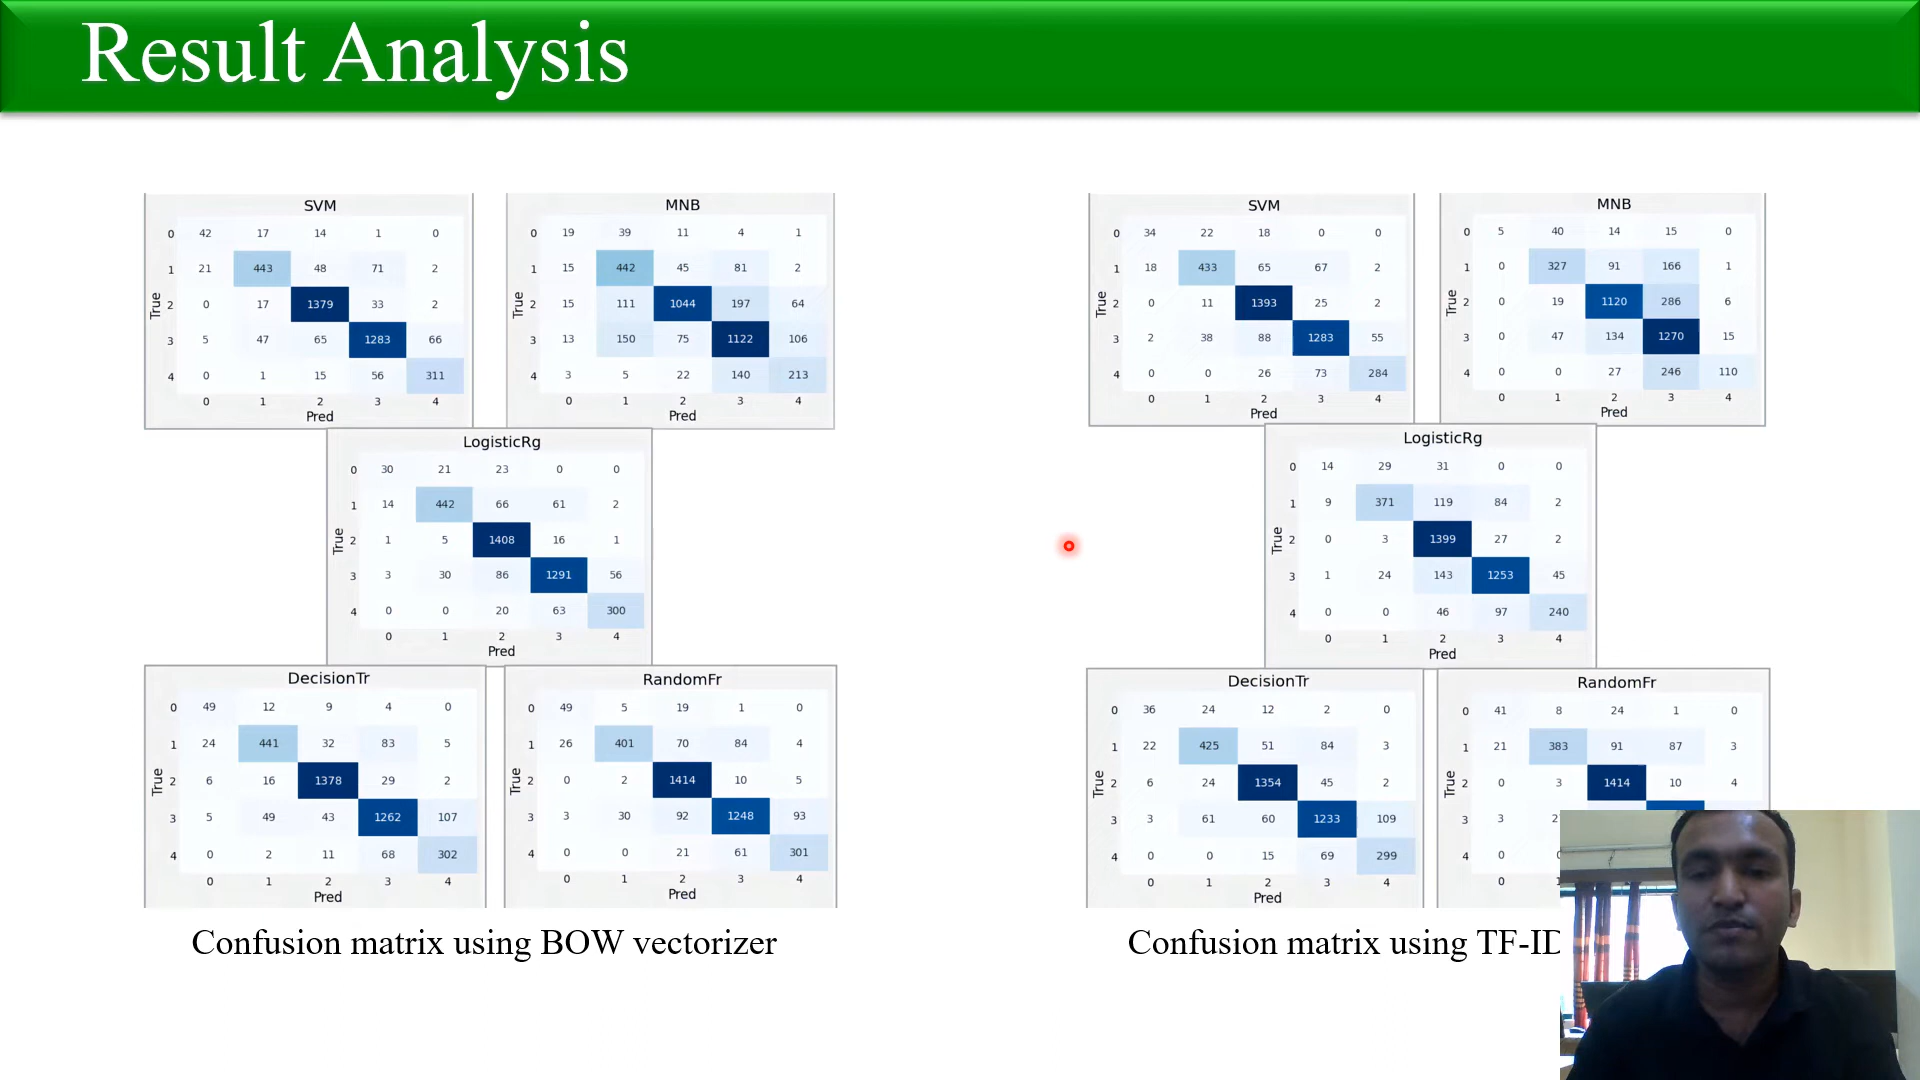 Result Analysis
SVM
0 42 17 14 1 0
1 21 443 48 71 2
True 2 0 17 1379 33 2
3 5 47 65 1283 66
4 0 1 15 56 311
0 1 2 3 4
Pred
MNB
0 19 39 11 4 1
1 15 442 45 81 2
True 2 15 111 1044 197 64
3 13 150 75 1122 106
4 3 5 22 140 213
0 1 2 3 4
Pred
LogisticRg
0 30 21 23 0 0
1 14 442 66 61 2
True 2 1 5 1408 16 1
3 3 30 86 1291 56
4 0 0 20 63 300
0 1 2 3 4
Pred
DecisionTr
0 49 12 9 4 0
1 24 441 32 83 5
True 2 6 16 1378 29 2
3 5 49 43 1262 107
4 0 2 11 68 302
0 1 2 3 4
Pred
RandomFr
0 49 5 19 1 0
1 26 401 70 84 4
True 2 0 2 1414 10 5
3 3 30 92 1248 93
4 0 0 21 61 301
0 1 2 3 4
Pred
Confusion matrix using BOW vectorizer
SVM
0 34 22 18 0 0
1 18 433 65 67 2
True 2 0 11 1393 25 2
3 2 38 88 1283 55
4 0 0 26 73 284
0 1 2 3 4
Pred
MNB
0 5 40 14 15 0
1 0 327 91 166 1
True 2 0 19 1120 286 6
3 0 47 134 1270 15
4 0 0 27 246 110
0 1 2 3 4
Pred
LogisticRg
0 14 29 31 0 0
1 9 371 119 84 2
True 2 0 3 1399 27 2
3 1 24 143 1253 45
4 0 0 46 97 240
0 1 2 3 4
Pred
DecisionTr
0 36 24 12 2 0
1 22 425 51 84 3
True 2 6 24 1354 45 2
3 3 61 60 1233 109
4 0 0 15 69 299
0 1 2 3 4
Pred
RandomFr
0 41 8 24 1 0
1 21 383 91 87 3
True 2 0 3 1414 10 4
3 3
4 0
0
Confusion matrix using